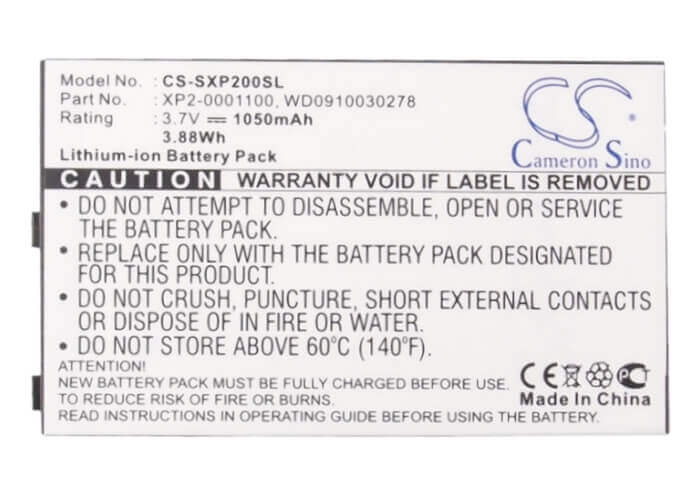 Model No. : CS-SXP200SL
Part No. : XP2-0001100, WD0910030278
Rating : 3.7V ⎓ 1050mAh
3.88Wh
Lithium-ion Battery Pack
CS
Cameron Sino
CAUTION WARRANTY VOID IF LABEL IS REMOVED
• DO NOT ATTEMPT TO DISASSEMBLE, OPEN OR SERVICE
THE BATTERY PACK.
• REPLACE ONLY WITH THE BATTERY PACK DESIGNATED
FOR THIS PRODUCT.
• DO NOT CRUSH, PUNCTURE, SHORT EXTERNAL CONTACTS
OR DISPOSE OF IN FIRE OR WATER.
• DO NOT STORE ABOVE 60°C (140°F).
ATTENTION!
NEW BATTERY PACK MUST BE FULLY CHARGED BEFORE USE.
TO REDUCE RISK OF FIRE OR BURNS.
READ INSTRUCTIONS IN OPERATING GUIDE BEFORE USING THE BATTERY.
CE PCT
Made In China